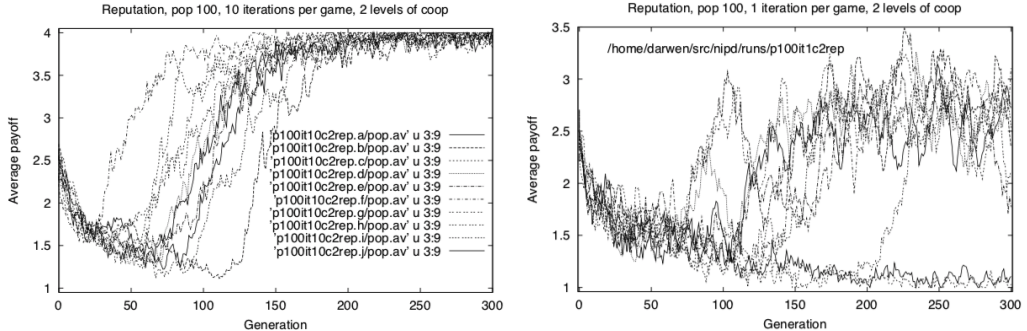 Reputation, pop 100, 10 iterations per game, 2 levels of coop
4
3.5
3
2.5
2
1.5
1
Average payoff
'p100it10c2rep.a/pop.av' u 3:9
'p100it10c2rep.b/pop.av' u 3:9
'p100it10c2rep.c/pop.av' u 3:9
'p100it10c2rep.d/pop.av' u 3:9
'p100it10c2rep.e/pop.av' u 3:9
'p100it10c2rep.f/pop.av' u 3:9
'p100it10c2rep.g/pop.av' u 3:9
'p100it10c2rep.h/pop.av' u 3:9
'p100it10c2rep.i/pop.av' u 3:9
'p100it10c2rep.j/pop.av' u 3:9
0 50 100 150 200 250 300
Generation
Reputation, pop 100, 1 iteration per game, 2 levels of coop
/home/darwen/src/nipd/runs/p100it1c2rep
3.5
3
2.5
2
1.5
1
Average payoff
0 50 100 150 200 250 300
Generation